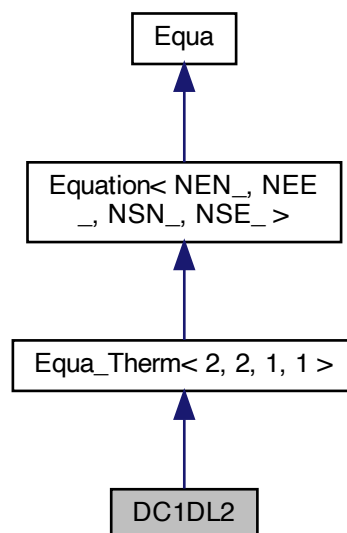 Equa
Equation< NEN_, NEE
_, NSN_, NSE_ >
Equa_Therm< 2, 2, 1, 1 >
DC1DL2